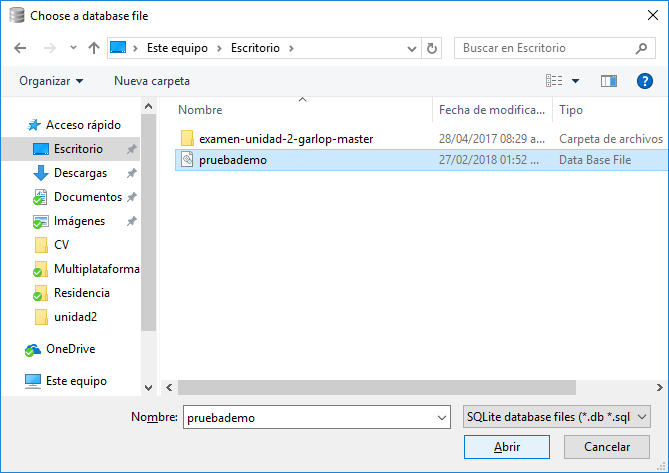 Choose a database file
Este equipo Escritorio
Buscar en Escritorio
Organizar Nueva carpeta
Nombre Fecha de modifica... Tipo
Acceso rápido
Escritorio
Descargas
Documentos
Imágenes
CV
Multiplataforma
Residencia
unidad2
OneDrive
Este equipo
examen-unidad-2-garlop-master 28/04/2017 08:29 a... Carpeta de archivos
pruebademo 27/02/2018 01:52 ... Data Base File
Nombre: pruebademo SQLite database files (*.db *.sql
Abrir Cancelar